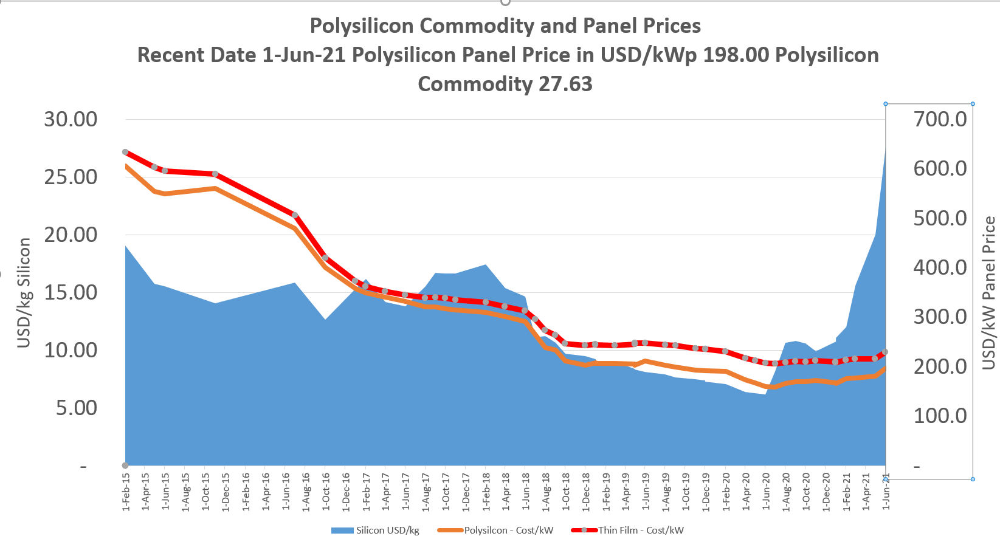 Polysilicon Commodity and Panel Prices
Recent Date 1-Jun-21 Polysilicon Panel Price in USD/kWp 198.00 Polysilicon
Commodity 27.63
USD/kg Silicon
30.00
25.00
20.00
15.00
10.00
5.00
-
700.0
600.0
500.0
400.0
300.0
200.0
100.0
-
USD/kW Panel Price
1-Feb-15
1-Apr-15
1-Jun-15
1-Aug-15
1-Oct-15
1-Dec-15
1-Feb-16
1-Apr-16
1-Jun-16
1-Aug-16
1-Oct-16
1-Dec-16
1-Feb-17
1-Apr-17
1-Jun-17
1-Aug-17
1-Oct-17
1-Dec-17
1-Feb-18
1-Apr-18
1-Jun-18
1-Aug-18
1-Oct-18
1-Dec-18
1-Feb-19
1-Apr-19
1-Jun-19
1-Aug-19
1-Oct-19
1-Dec-19
1-Feb-20
1-Apr-20
1-Jun-20
1-Aug-20
1-Oct-20
1-Dec-20
1-Feb-21
1-Apr-21
1-Jun-21
Silicon USD/kg
Polysilcon - Cost/kW
Thin Film - Cost/kW